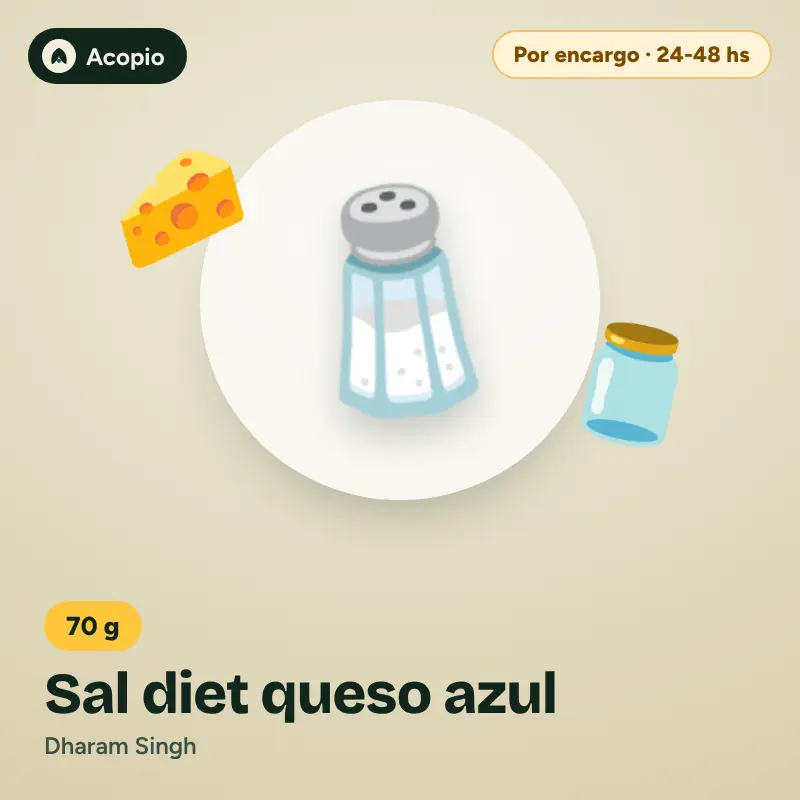 Acopio
Por encargo · 24-48 hs
70 g
Sal diet queso azul
Dharam Singh